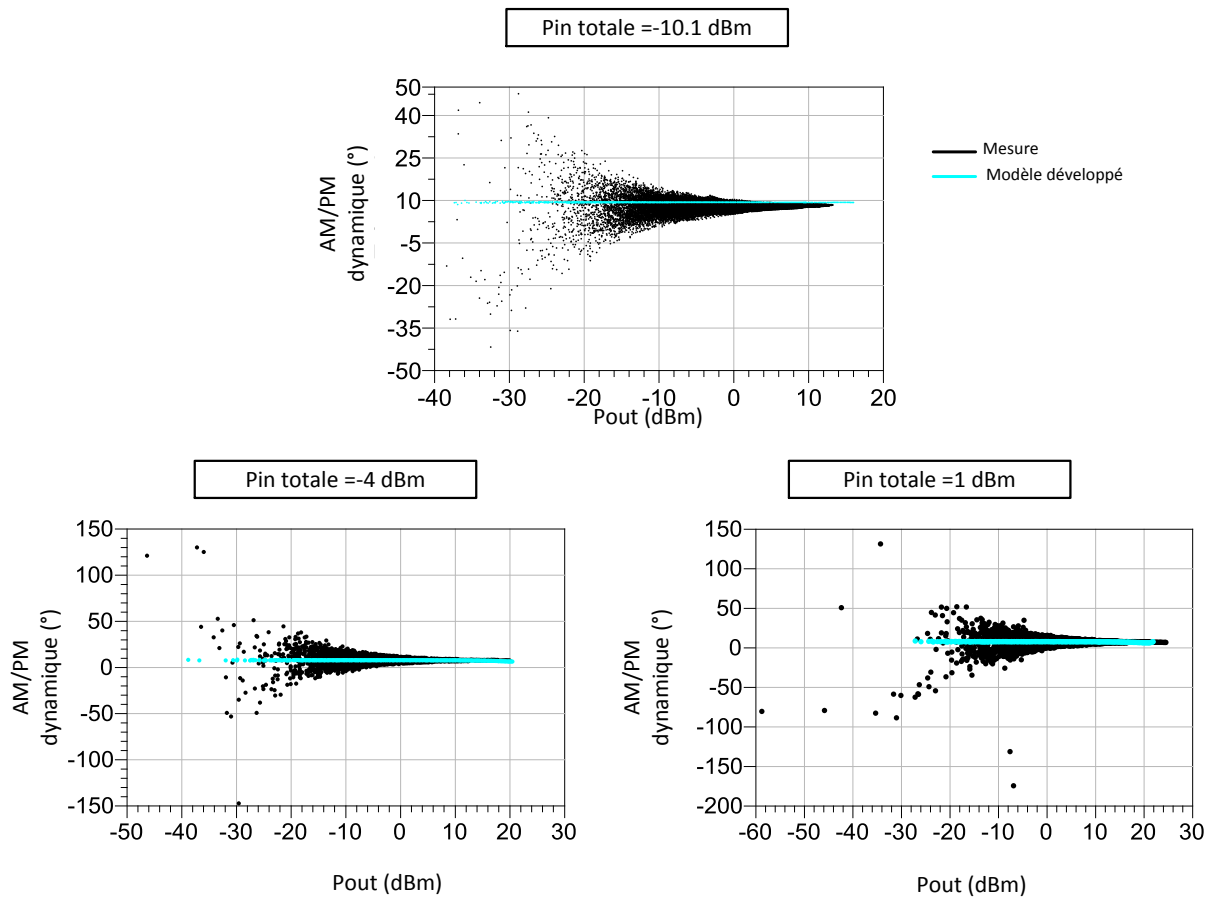 Pin totale =-10.1 dBm
50
40
25
10
-5
-20
-35
-50
AM/PM
dynamique (°)
-40 -30 -20 -10 0 10 20
Pout (dBm)
Mesure
Modèle développé
Pin totale =-4 dBm
150
100
50
0
-50
-100
-150
AM/PM
dynamique (°)
-50 -40 -30 -20 -10 0 10 20 30
Pout (dBm)
Pin totale =1 dBm
150
100
50
0
-50
-100
-150
-200
AM/PM
dynamique (°)
-60 -50 -40 -30 -20 -10 0 10 20 30
Pout (dBm)